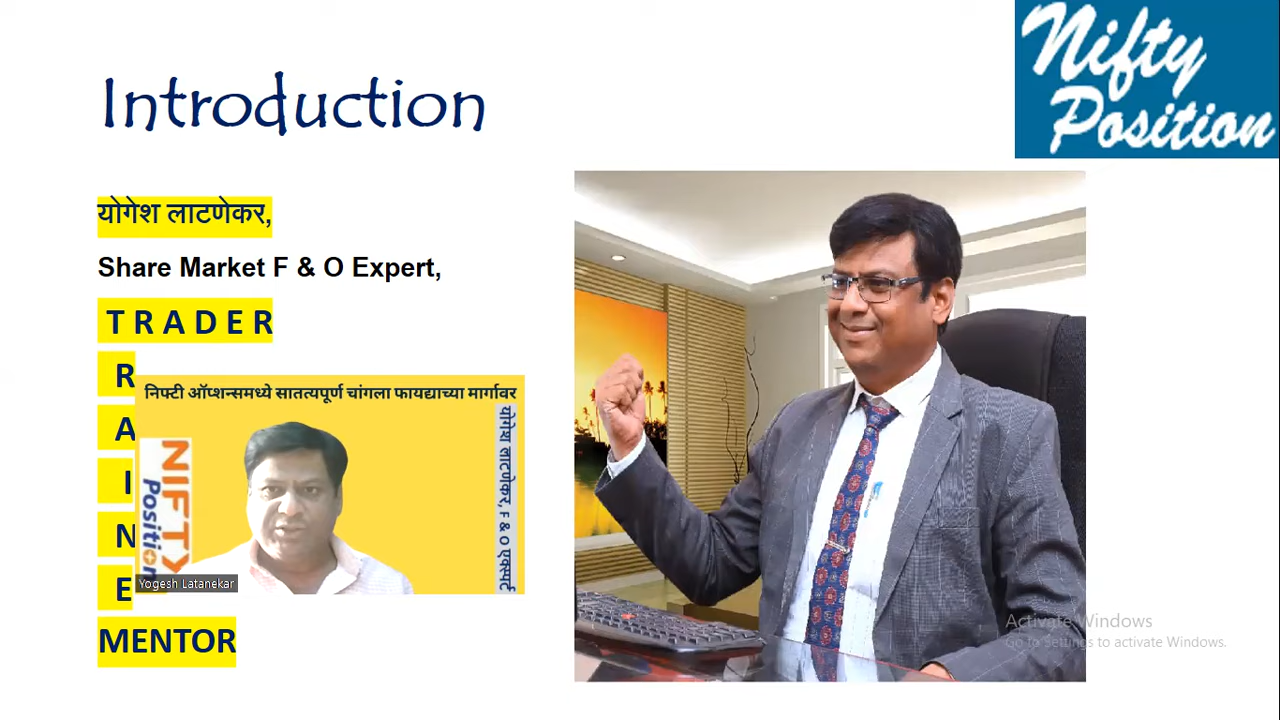 Introduction
Nifty
Position
योगेश लाटणेकर,
Share Market F & O Expert,
T R A D E R
R
A
I
N
E
MENTOR
निफ्टी ऑप्शन्समध्ये सातत्यपूर्ण चांगला फायद्याच्या मार्गावर
योगेश लाटणेकर, F & O एक्स्पर्ट
NIFTY
Position
Yogesh Latanekar
Activate Windows
Go to Settings to activate Windows.